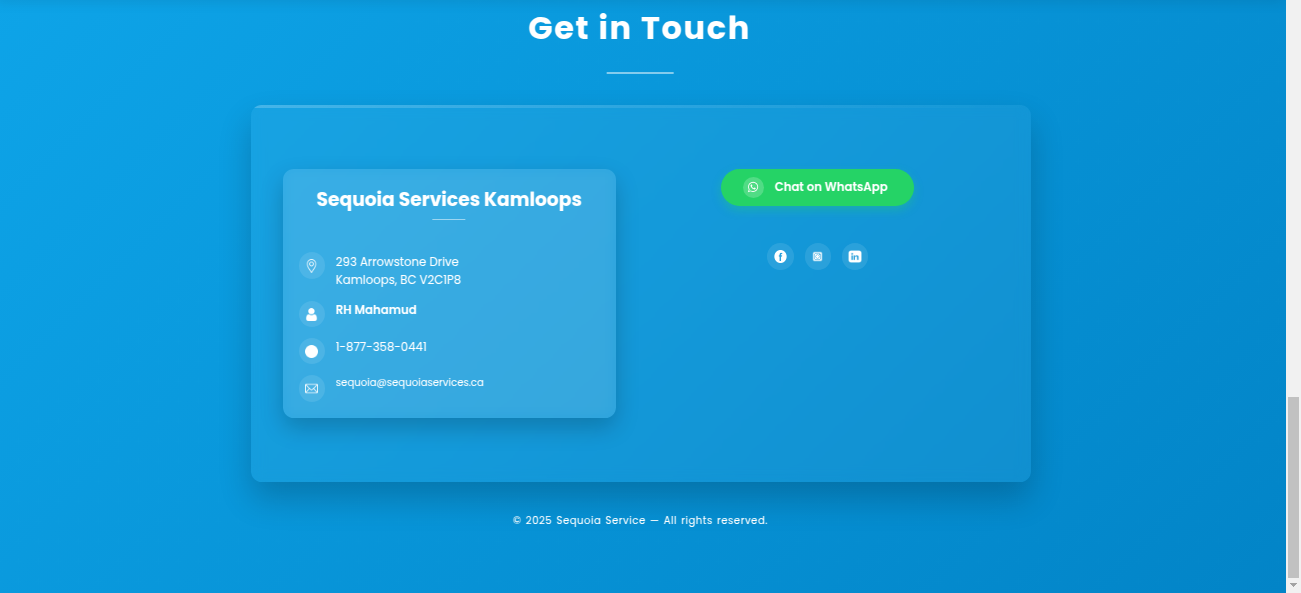 Get in Touch
Sequoia Services Kamloops
293 Arrowstone Drive
Kamloops, BC V2C1P8
RH Mahamud
1-877-358-0441
sequoia@sequoiaservices.ca
Chat on WhatsApp
© 2025 Sequoia Service — All rights reserved.